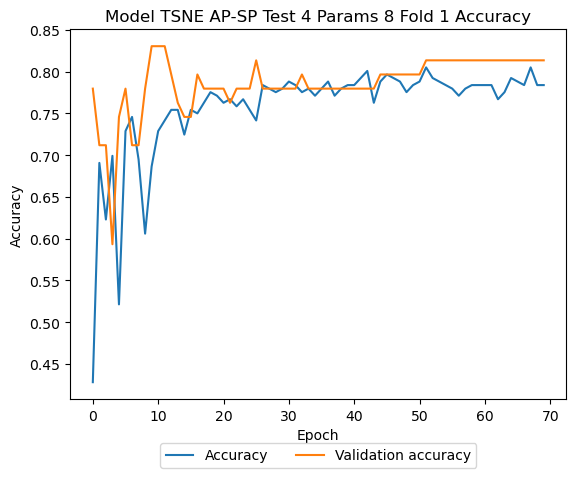 Model TSNE AP-SP Test 4 Params 8 Fold 1 Accuracy
0.85
0.80
0.75
0.70
0.65
0.60
0.55
0.50
0.45
Accuracy
0 10 20 30 40 50 60 70
Epoch
Accuracy Validation accuracy